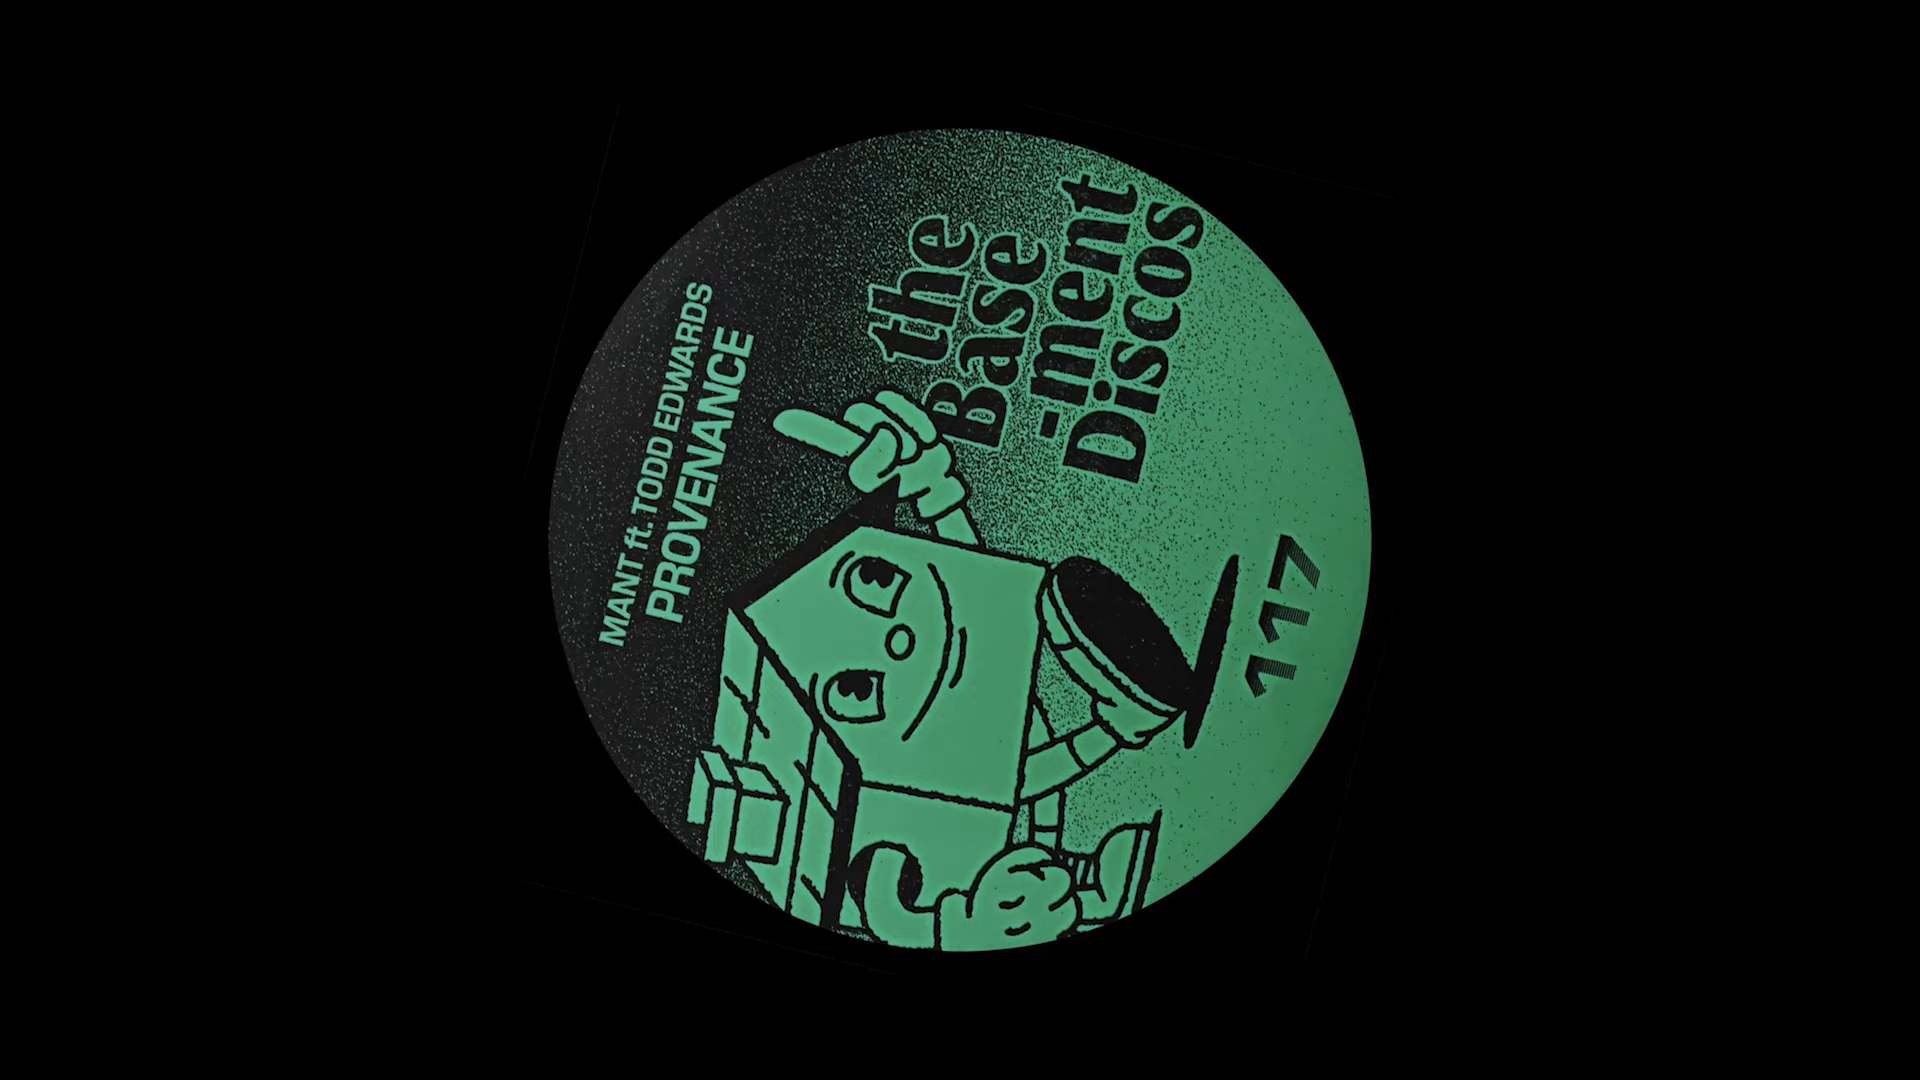 MANT ft. TODD EDWARDS
PROVENANCE
the
Base
-ment
Discos
117